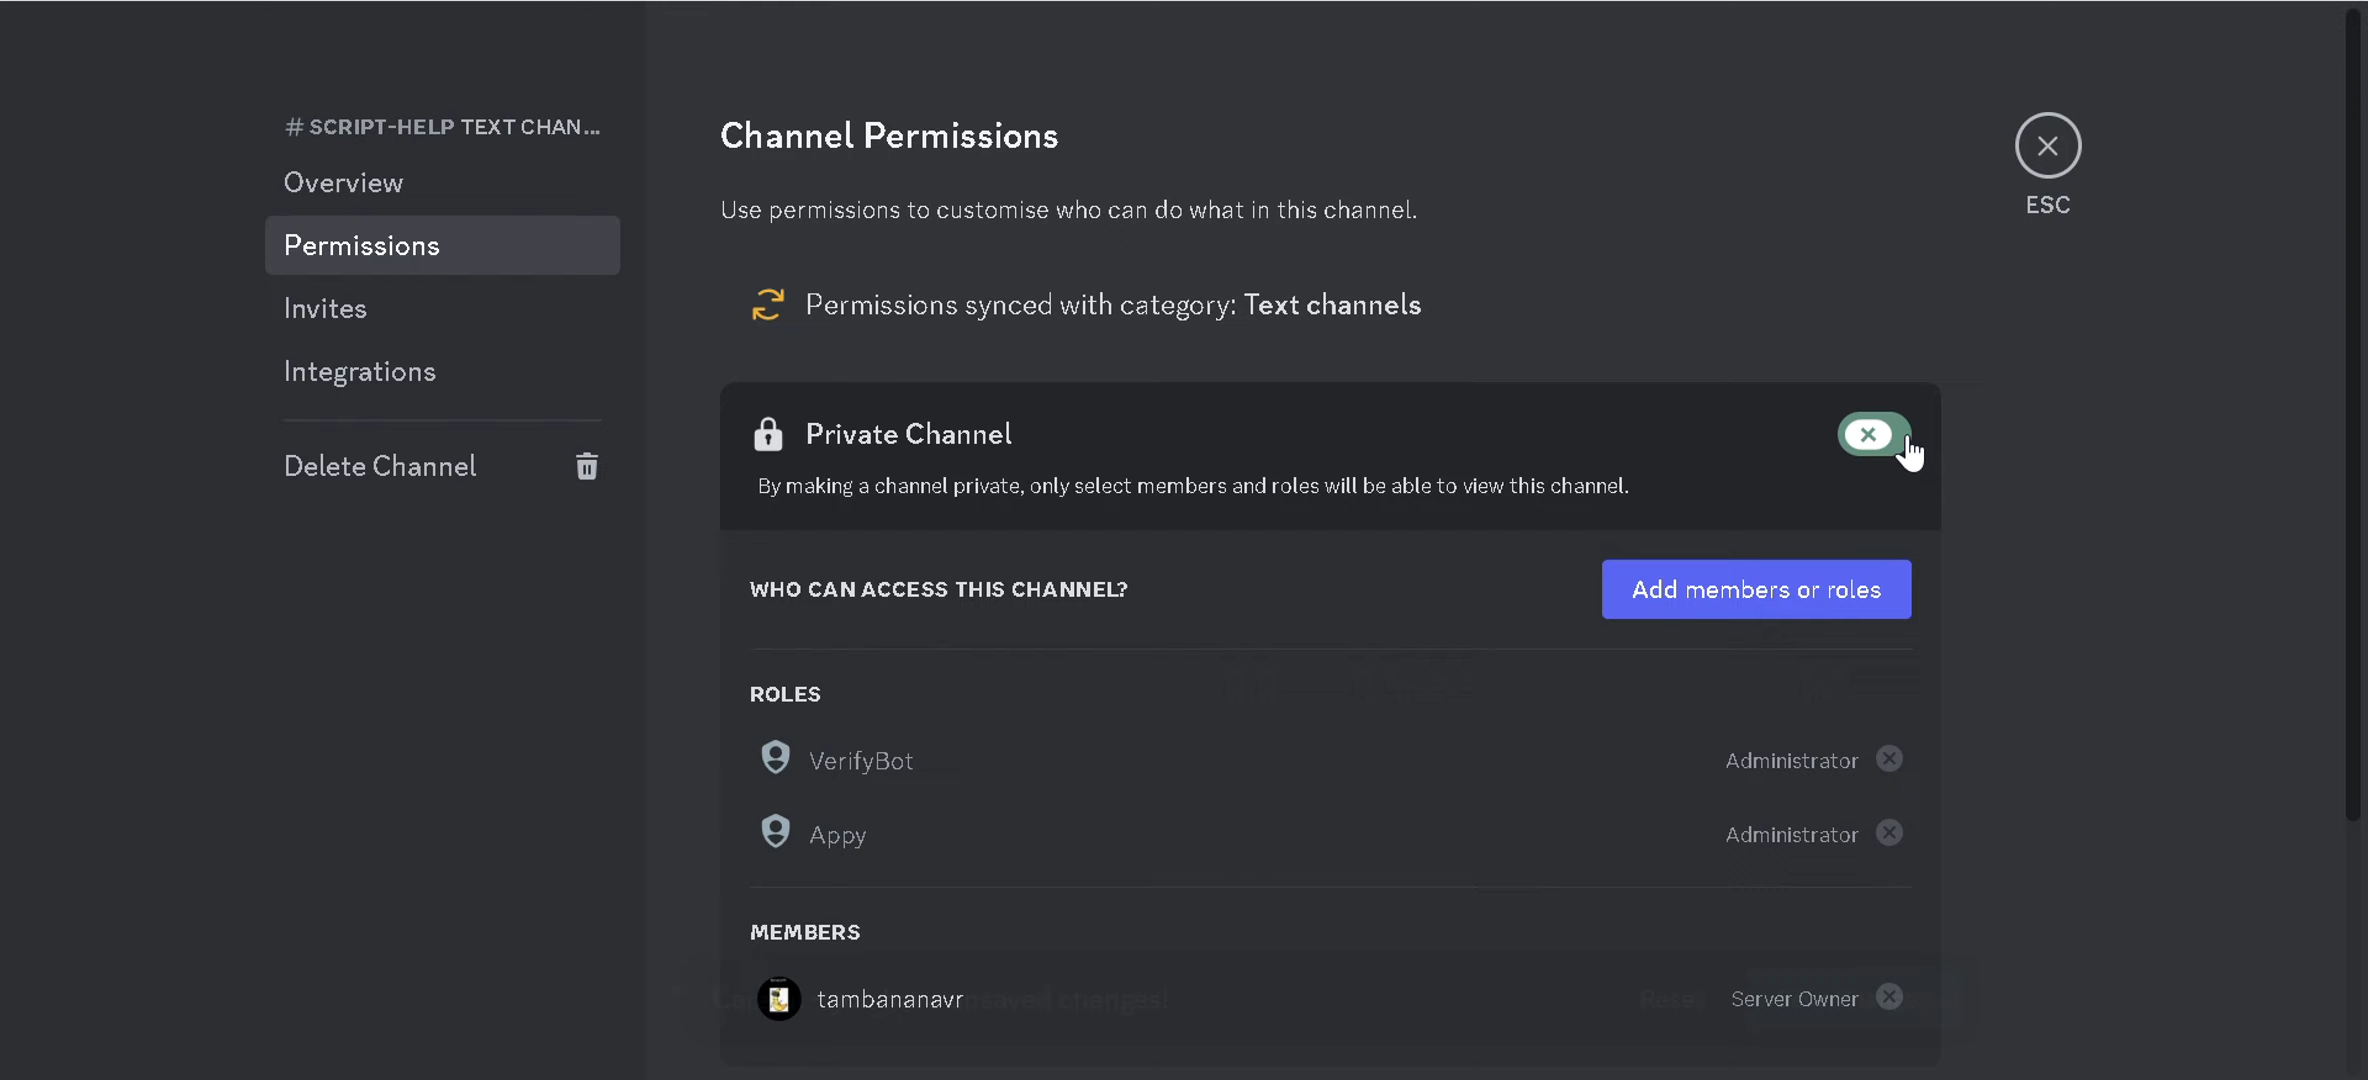 # SCRIPT-HELP TEXT CHAN...
Overview
Permissions
Invites
Integrations
Delete Channel
Channel Permissions
Use permissions to customise who can do what in this channel.
ESC
Permissions synced with category: Text channels
Private Channel
By making a channel private, only select members and roles will be able to view this channel.
WHO CAN ACCESS THIS CHANNEL?
Add members or roles
ROLES
VerifyBot
Administrator
Appy
Administrator
MEMBERS
tambananavr
Server Owner